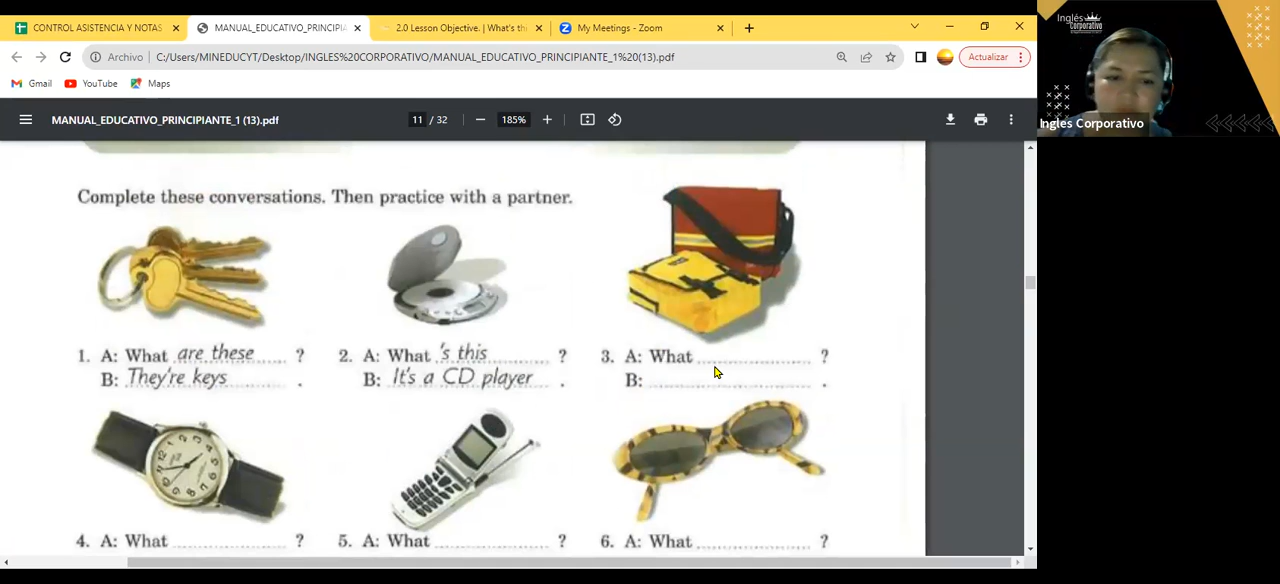 CONTROL ASISTENCIA Y NOTAS
MANUAL_EDUCATIVO_PRINCIPIA
2.0 Lesson Objective. | What's th
My Meetings - Zoom
Archivo
C:/Users/MINEDUCYT/Desktop/INGLES%20CORPORATIVO/MANUAL_EDUCATIVO_PRINCIPIANTE_1%20(13).pdf
Actualizar
Gmail
YouTube
Maps
MANUAL_EDUCATIVO_PRINCIPIANTE_1 (13).pdf
11 / 32
185%
Inglés
Corporativo
Ingles Corporativo
Complete these conversations. Then practice with a partner.
1. A: What are these ?
B: They're keys .
2. A: What 's this ?
B: It's a CD player .
3. A: What ?
B: .
4. A: What ?
5. A: What ?
6. A: What ?